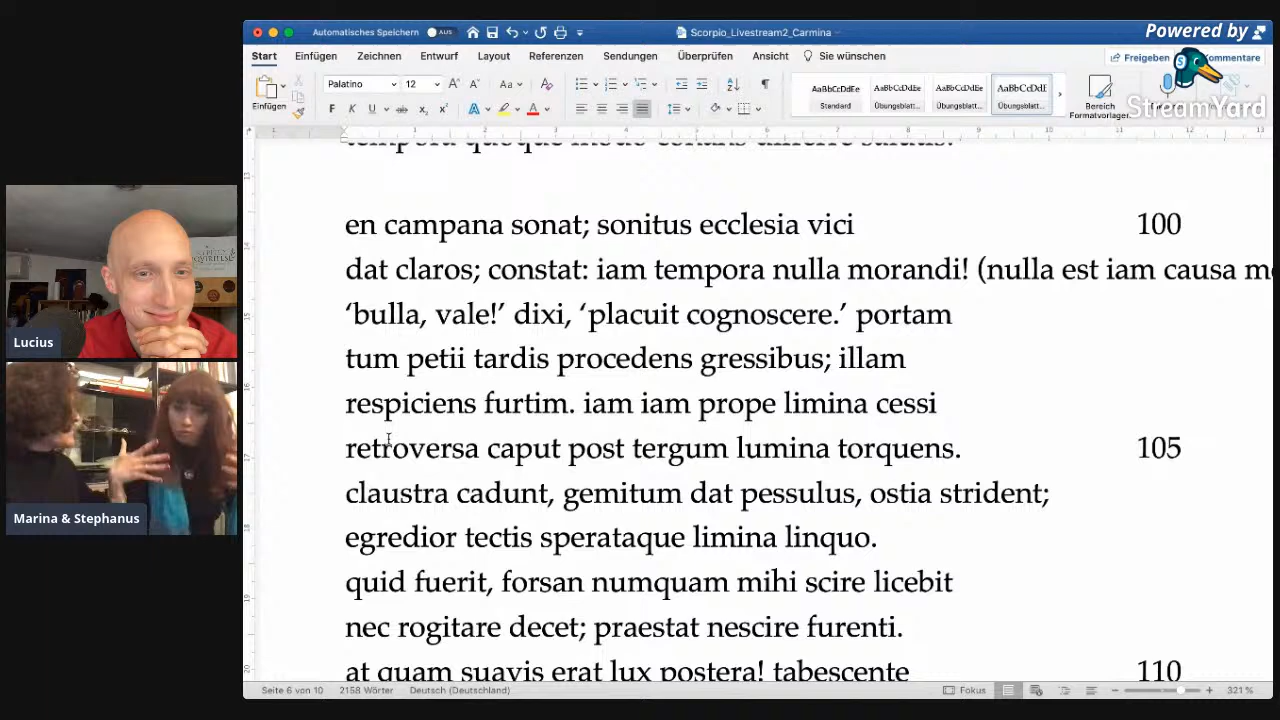 Powered by
StreamYard
Automatisches Speichern AUS
Scorpio_Livestream2_Carmina
Start Einfügen Zeichnen Entwurf Layout Referenzen Sendungen Überprüfen Ansicht Sie wünschen
Freigeben Kommentare
Einfügen
Palatino 12
AaBbCcDdEe AaBbCcDdE AaBbCcDdE AaBbCcDdE
Standard Übungsblatt... Übungsblatt... Übungsblatt...
Bereich Formatvorlagen
en campana sonat; sonitus ecclesia vici 100
dat claros; constat: iam tempora nulla morandi! (nulla est iam causa
‘bulla, vale!’ dixi, ‘placuit cognoscere.’ portam
tum petii tardis procedens gressibus; illam
respiciens furtim. iam iam prope limina cessi
retroversa caput post tergum lumina torquens. 105
claustra cadunt, gemitum dat pessulus, ostia strident;
egredior tectis sperataque limina linquo.
quid fuerit, forsan numquam mihi scire licebit
nec rogitare decet; praestat nescire furenti.
at quam suavis erat lux postera! tabescente 110
Seite 6 von 10 2158 Wörter Deutsch (Deutschland) Fokus 321 %
Lucius
Marina & Stephanus